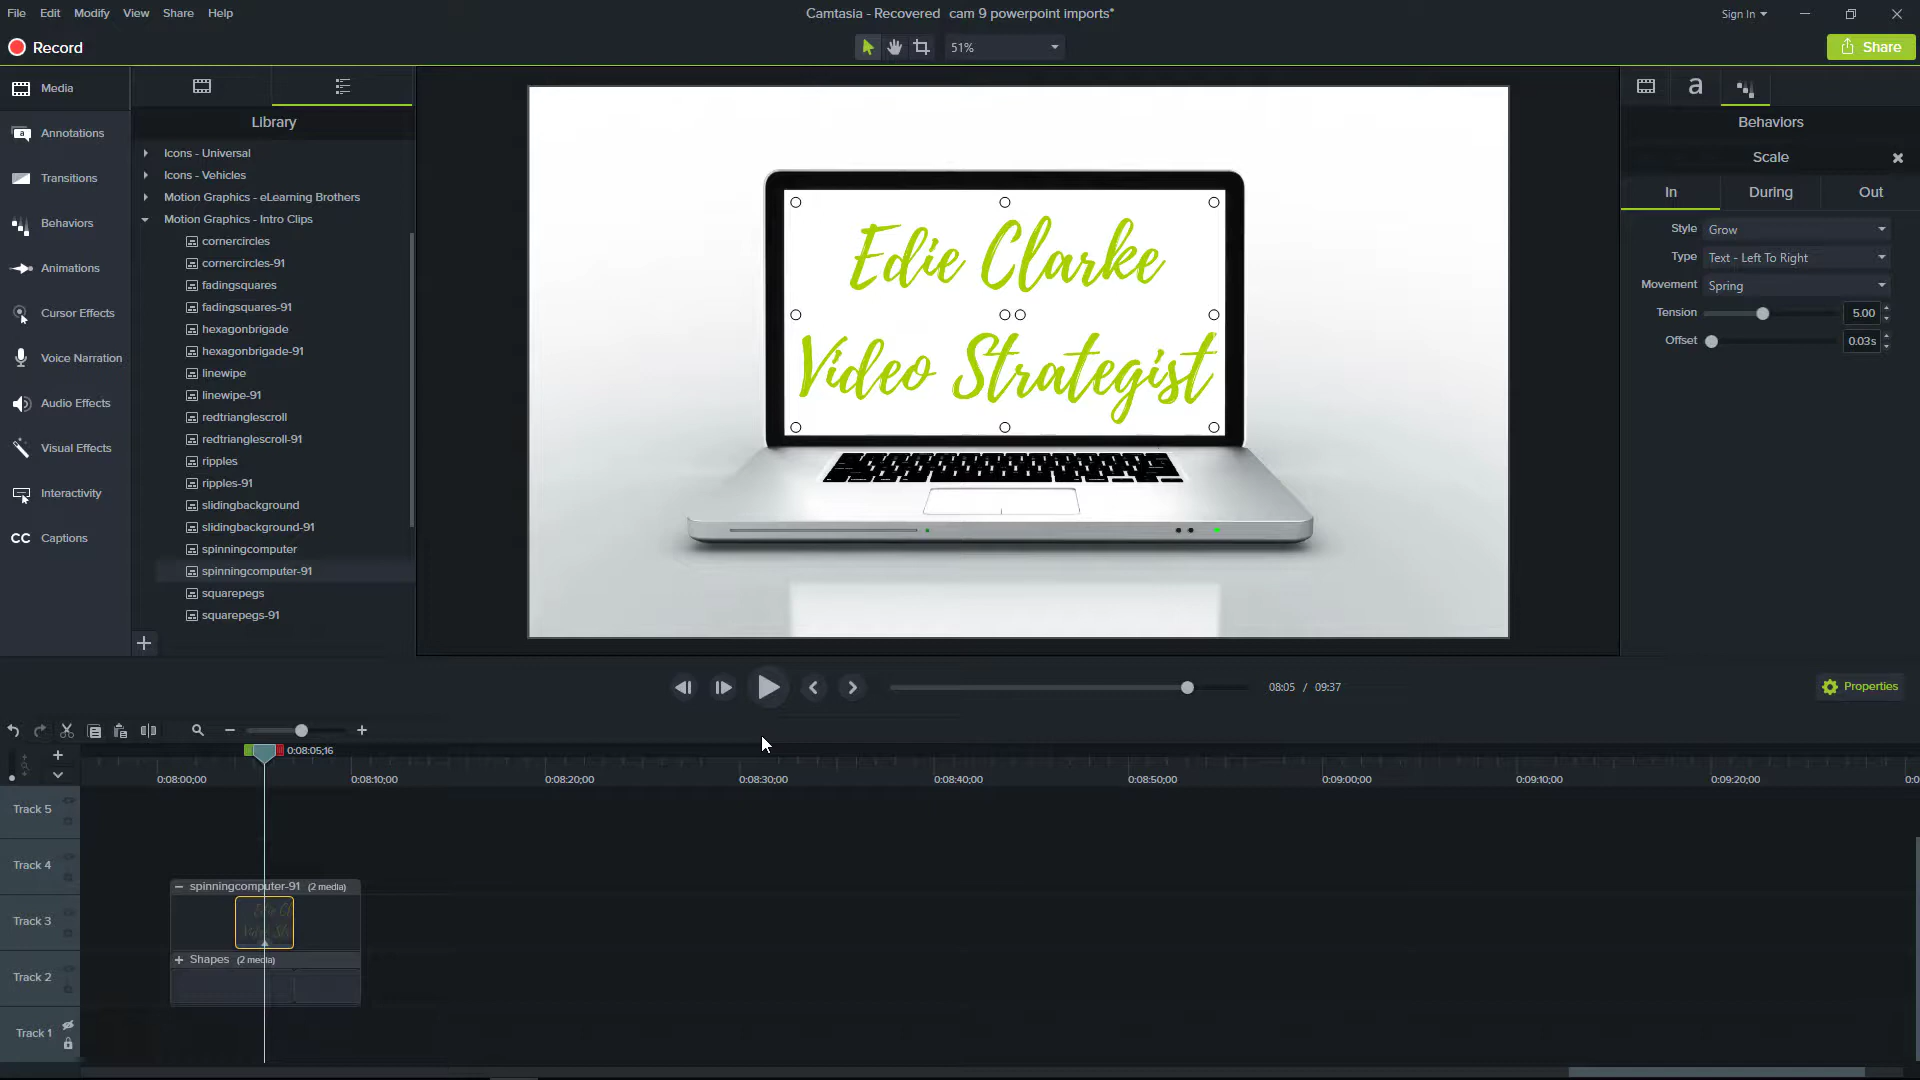 File Edit Modify View Share Help
Camtasia - Recovered cam 9 powerpoint imports*
Sign In
Record
51%
Share
Media
Annotations
Transitions
Behaviors
Animations
Cursor Effects
Voice Narration
Audio Effects
Visual Effects
Interactivity
CC Captions
Library
Icons - Universal
Icons - Vehicles
Motion Graphics - eLearning Brothers
Motion Graphics - Intro Clips
cornercircles
cornercircles-91
fadingsquares
fadingsquares-91
hexagonbrigade
hexagonbrigade-91
linewipe
linewipe-91
redtrianglescroll
redtrianglescroll-91
ripples
ripples-91
slidingbackground
slidingbackground-91
spinningcomputer
spinningcomputer-91
squarepegs
squarepegs-91
Edie Clarke
Video Strategist
a
Behaviors
Scale
In During Out
Style Grow
Type Text - Left To Right
Movement Spring
Tension 5.00
Offset 0.03s
08:05 / 09:37
Properties
0:08:05;16
0:08:00;00 0:08:10;00 0:08:20;00 0:08:30;00 0:08:40;00 0:08:50;00 0:09:00;00 0:09:10;00 0:09:20;00
Track 5
Track 4
spinningcomputer-91 (2 media)
Track 3
Shapes (2 media)
Track 2
Track 1